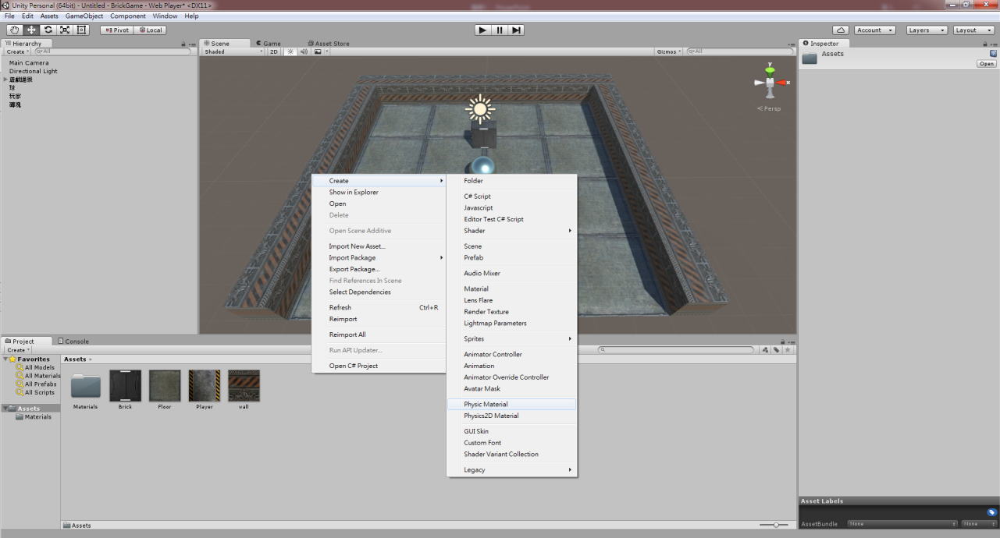 Unity Personal (64bit) - Untitled - BrickGame - Web Player* <DX11>
File Edit Assets GameObject Component Window Help
Pivot Local Account Layers Layout
Hierarchy
Create All
Main Camera
Directional Light
遊戲場景
球
玩家
磚塊
Scene Game Asset Store
Shaded 2D Gizmos All
y
x
Persp
Inspector
Assets
Open
Create
Show in Explorer
Open
Delete
Open Scene Additive
Import New Asset...
Import Package
Export Package...
Find References In Scene
Select Dependencies
Refresh Ctrl+R
Reimport
Reimport All
Run API Updater...
Open C# Project
Folder
C# Script
Javascript
Editor Test C# Script
Shader
Scene
Prefab
Audio Mixer
Material
Lens Flare
Render Texture
Lightmap Parameters
Sprites
Animator Controller
Animation
Animator Override Controller
Avatar Mask
Physic Material
Physics2D Material
GUI Skin
Custom Font
Shader Variant Collection
Legacy
Project Console
Create
Favorites
All Models
All Materials
All Prefabs
All Scripts
Assets
Materials
Assets
Materials Brick Floor Player wall
Assets
Asset Labels
AssetBundle None None